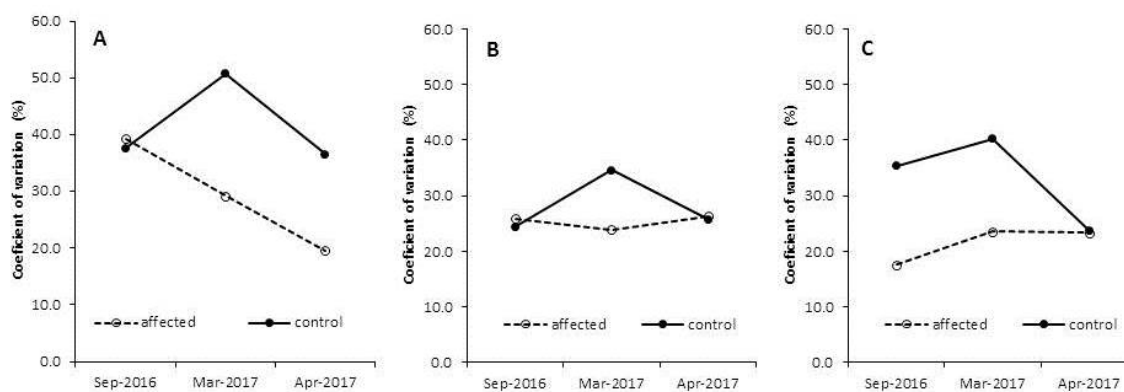 A
Coeficient of variation (%)
60.0
50.0
40.0
30.0
20.0
10.0
0.0
affected control
Sep-2016 Mar-2017 Apr-2017
B
Coeficient of variation (%)
60.0
50.0
40.0
30.0
20.0
10.0
0.0
affected control
Sep-2016 Mar-2017 Apr-2017
C
Coeficient of variation (%)
60.0
50.0
40.0
30.0
20.0
10.0
0.0
affected control
Sep-2016 Mar-2017 Apr-2017